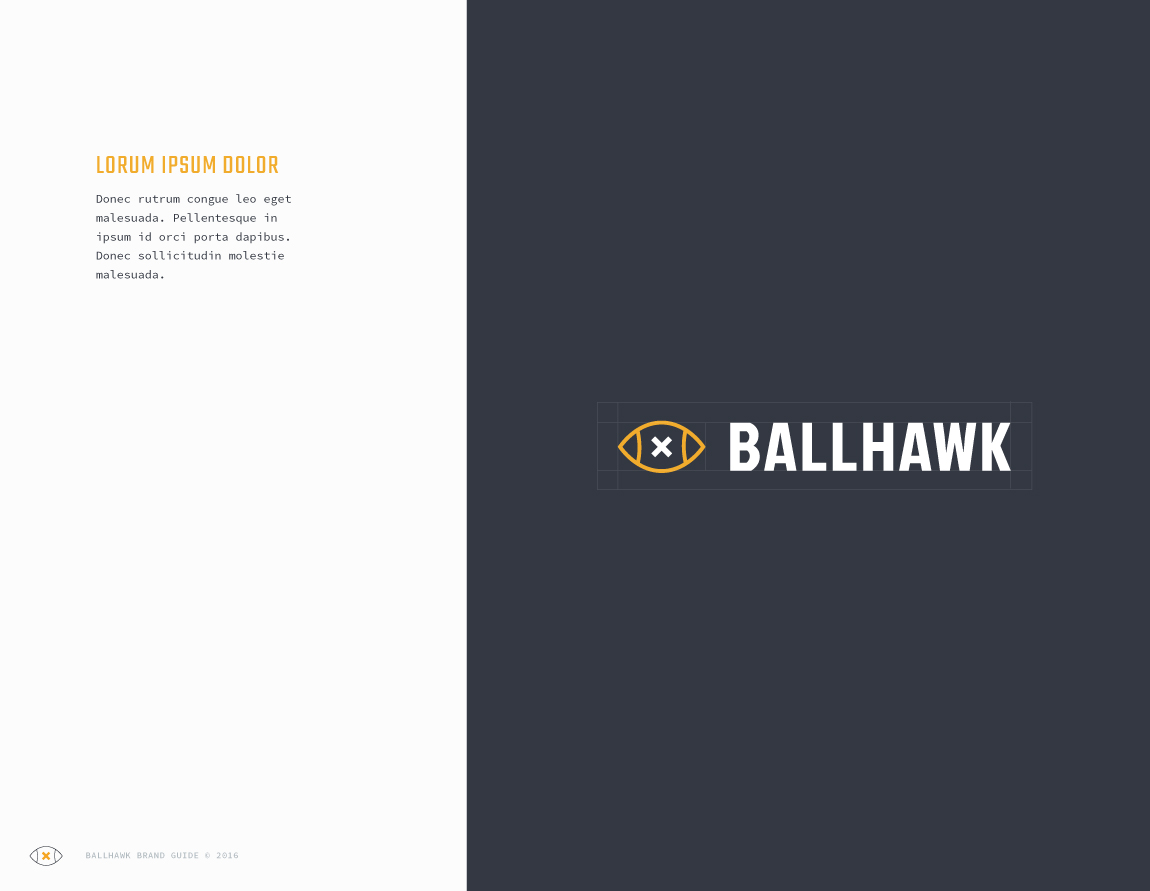 LORUM IPSUM DOLOR
Donec rutrum congue leo eget
malesuada. Pellentesque in
ipsum id orci porta dapibus.
Donec sollicitudin molestie
malesuada.
BALLHAWK
BALLHAWK BRAND GUIDE © 2016